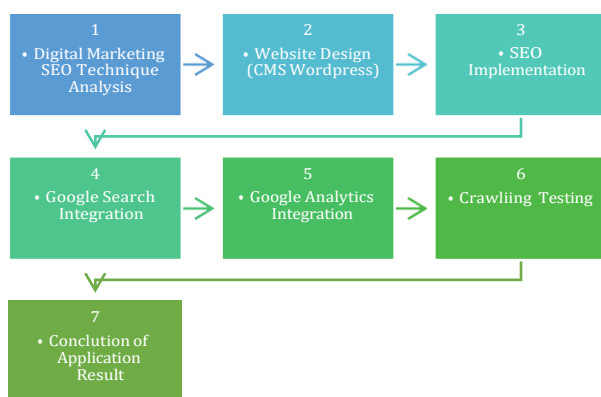 1
• Digital Marketing
SEO Technique
Analysis
2
• Website Design
(CMS Wordpress)
3
• SEO
Implementation
4
• Google Search
Integration
5
• Google Analytics
Integration
6
• Crawliing Testing
7
• Conclution of
Application
Result